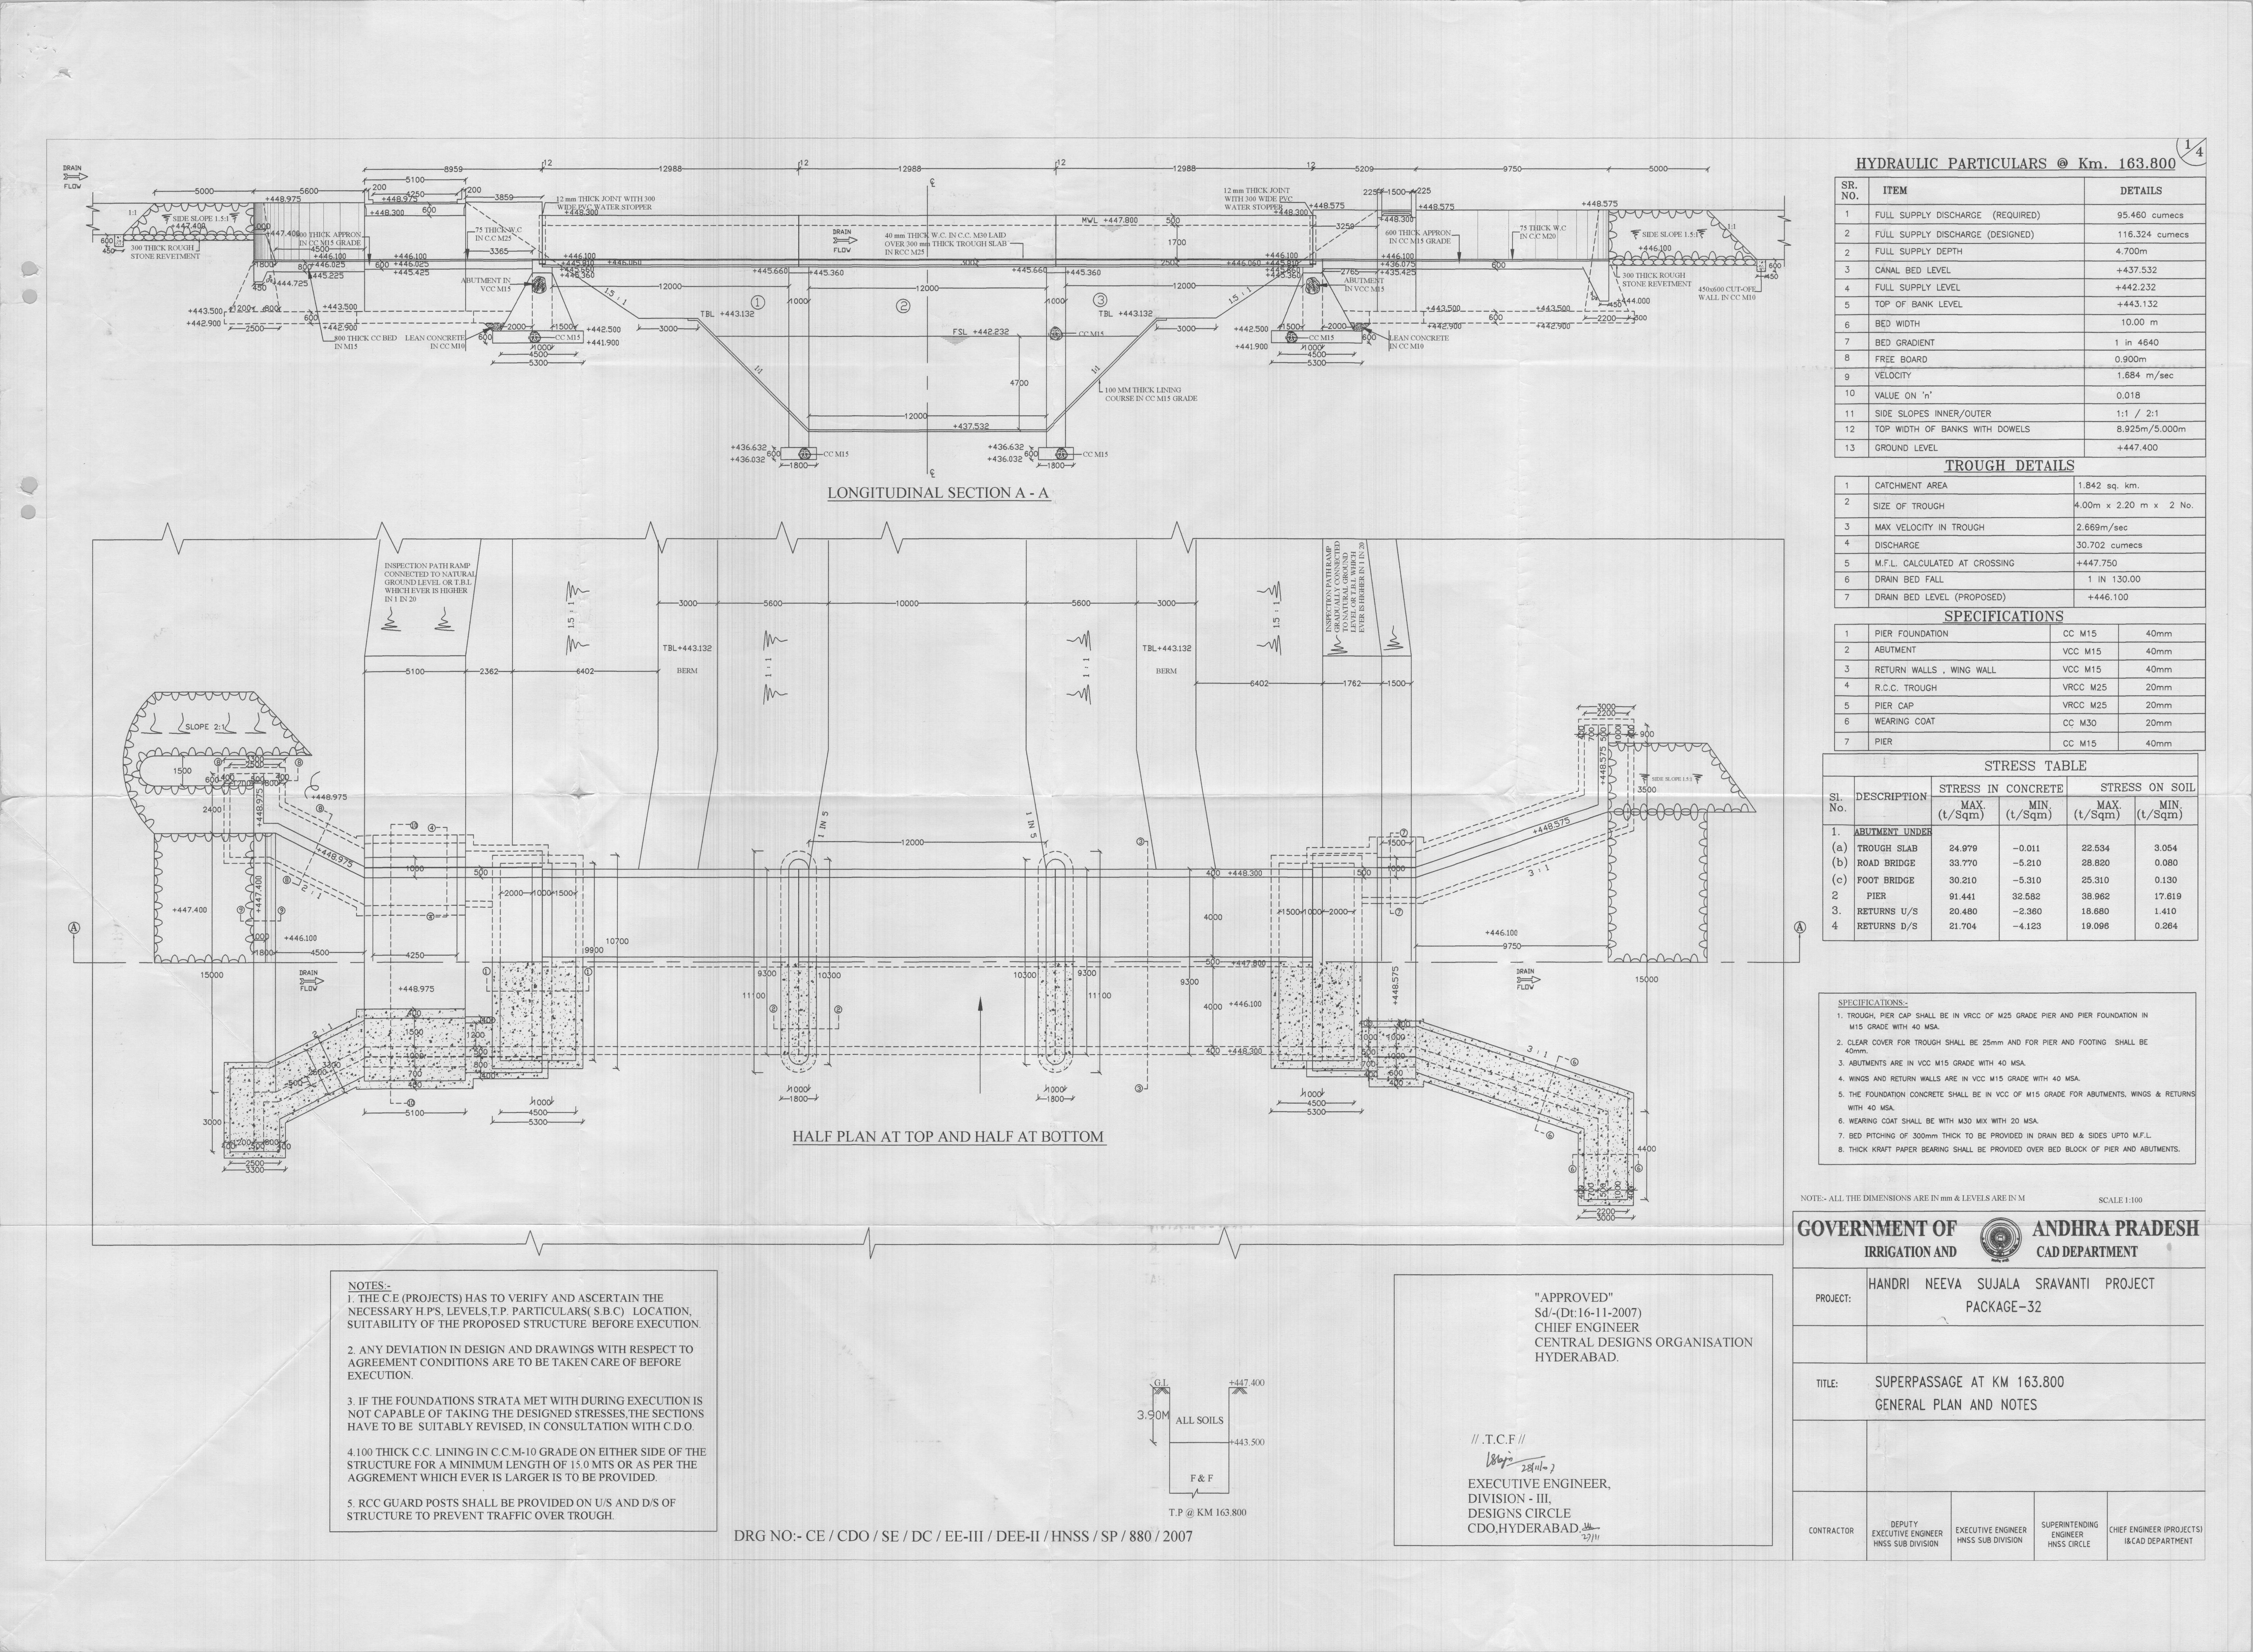 1/4
DRAIN
FLOW
8959
12
12988
12
12988
12
12988
12
5209
9750
5000
5000
5600
5100
200
4250
200
3859
+448.975
+448.975
+448.300
600
12 mm THICK JOINT WITH 300
WIDE PVC WATER STOPPER
+448.300
12 mm THICK JOINT
WITH 300 WIDE PVC
WATER STOPPER
+448.300
225
1500
225
+448.575
+448.575
+448.575
+448.300
1:1
SIDE SLOPE 1.5:1
+447.400
300 THICK ROUGH
STONE REVETMENT
600
450
THICK APPRON
IN CC M15 GRADE
4500
75 THICK W.C
IN C.C M25
3365
DRAIN
FLOW
40 mm THICK W.C. IN C.C. M30 LAID
OVER 300 mm THICK TROUGH SLAB
IN RCC M25
MWL +447.800
500
1700
3259
600 THICK APPRON
IN CC M15 GRADE
75 THICK W.C
IN C.C M20
SIDE SLOPE 1.5:1
1:1
+446.100
300 THICK ROUGH
STONE REVETMENT
450x600 CUT-OFF
WALL IN CC M10
600
450
+446.100
+446.025
+445.225
+446.100
+446.025
+445.425
600
800
1800
450
+444.725
+446.100
+445.660
+445.360
+446.060
+445.660
+445.360
+445.660
+445.360
+446.060
+446.100
+445.360
+446.100
+436.075
+435.425
2765
600
ABUTMENT IN
VCC M15
ABUTMENT
IN VCC M15
12000
12000
12000
1000
1000
1
2
3
1.5 : 1
1.5 : 1
TBL +443.132
TBL +443.132
3000
3000
FSL +442.232
CC M15
+443.500
+442.900
1200
800
2500
+443.500
+442.900
600
800 THICK CC BED
IN M15
LEAN CONCRETE
IN CC M10
2000
1500
600
CC M15
1000
4500
5300
+442.500
+441.900
+442.500
+441.900
1500
2000
CC M15
600
1000
4500
5300
LEAN CONCRETE
IN CC M10
+443.500
+442.900
+443.500
+442.900
600
450
+444.000
2200
800
1:1
1:1
4700
100 MM THICK LINING
COURSE IN CC M15 GRADE
12000
+437.532
+436.632
+436.032
600
CC M15
1800
+436.632
+436.032
600
CC M15
1800
LONGITUDINAL SECTION A - A
INSPECTION PATH RAMP
CONNECTED TO NATURAL
GROUND LEVEL OR T.B.L
WHICH EVER IS HIGHER
IN 1 IN 20
INSPECTION PATH RAMP
GRADUALLY CONNECTED
TO NATURAL GROUND
LEVEL OR T.B.L WHICH
EVER IS HIGHER IN 1 IN 20
1.5 : 1
3000
5600
10000
5600
3000
1.5 : 1
1 : 1
1 : 1
TBL+443.132
BERM
TBL+443.132
BERM
5100
2362
6402
6402
1762
1500
SLOPE 2:1
1500
2400
+448.975
+448.975
+448.975
2 : 1
1 IN 5
1 IN 5
12000
3000
2200
900
+448.575
SIDE SLOPE 1.5:1
3500
+448.575
3 : 1
1500
1000
500
2000
1000
1500
400
+448.300
500
1500
1000
2000
4000
+447.400
+447.400
+446.100
1000
1800
4500
4250
15000
DRAIN
FLOW
+448.975
9900
10700
9300
10300
11100
10300
9300
11100
500
+447.800
9300
4000
+446.100
400
+448.300
+446.100
9750
+448.575
DRAIN
FLOW
15000
A
A
2 : 1
3300
3000
2500
3300
5100
1000
4500
5300
1000
1800
1000
1800
1000
4500
5300
3 : 1
4400
2200
3000
HALF PLAN AT TOP AND HALF AT BOTTOM
NOTES:-
1. THE C.E (PROJECTS) HAS TO VERIFY AND ASCERTAIN THE
NECESSARY H.P'S, LEVELS,T.P. PARTICULARS( S.B.C) LOCATION,
SUITABILITY OF THE PROPOSED STRUCTURE BEFORE EXECUTION.
2. ANY DEVIATION IN DESIGN AND DRAWINGS WITH RESPECT TO
AGREEMENT CONDITIONS ARE TO BE TAKEN CARE OF BEFORE
EXECUTION.
3. IF THE FOUNDATIONS STRATA MET WITH DURING EXECUTION IS
NOT CAPABLE OF TAKING THE DESIGNED STRESSES,THE SECTIONS
HAVE TO BE SUITABLY REVISED, IN CONSULTATION WITH C.D.O.
4.100 THICK C.C. LINING IN C.C.M-10 GRADE ON EITHER SIDE OF THE
STRUCTURE FOR A MINIMUM LENGTH OF 15.0 MTS OR AS PER THE
AGGREMENT WHICH EVER IS LARGER IS TO BE PROVIDED.
5. RCC GUARD POSTS SHALL BE PROVIDED ON U/S AND D/S OF
STRUCTURE TO PREVENT TRAFFIC OVER TROUGH.
G.L
+447.400
3.90M
ALL SOILS
+443.500
F & F
T.P @ KM 163.800
DRG NO:- CE / CDO / SE / DC / EE-III / DEE-II / HNSS / SP / 880 / 2007
"APPROVED"
Sd/-(Dt:16-11-2007)
CHIEF ENGINEER
CENTRAL DESIGNS ORGANISATION
HYDERABAD.
// .T.C.F //
EXECUTIVE ENGINEER,
DIVISION - III,
DESIGNS CIRCLE
CDO,HYDERABAD.
HYDRAULIC PARTICULARS @ Km. 163.800
SR. NO. ITEM DETAILS
1 FULL SUPPLY DISCHARGE (REQUIRED) 95.460 cumecs
2 FULL SUPPLY DISCHARGE (DESIGNED) 116.324 cumecs
2 FULL SUPPLY DEPTH 4.700m
3 CANAL BED LEVEL +437.532
4 FULL SUPPLY LEVEL +442.232
5 TOP OF BANK LEVEL +443.132
6 BED WIDTH 10.00 m
7 BED GRADIENT 1 in 4640
8 FREE BOARD 0.900m
9 VELOCITY 1.684 m/sec
10 VALUE ON 'n' 0.018
11 SIDE SLOPES INNER/OUTER 1:1 / 2:1
12 TOP WIDTH OF BANKS WITH DOWELS 8.925m/5.000m
13 GROUND LEVEL +447.400
TROUGH DETAILS
1 CATCHMENT AREA 1.842 sq. km.
2 SIZE OF TROUGH 4.00m x 2.20 m x 2 No.
3 MAX VELOCITY IN TROUGH 2.669m/sec
4 DISCHARGE 30.702 cumecs
5 M.F.L. CALCULATED AT CROSSING +447.750
6 DRAIN BED FALL 1 IN 130.00
7 DRAIN BED LEVEL (PROPOSED) +446.100
SPECIFICATIONS
1 PIER FOUNDATION CC M15 40mm
2 ABUTMENT VCC M15 40mm
3 RETURN WALLS , WING WALL VCC M15 40mm
4 R.C.C. TROUGH VRCC M25 20mm
5 PIER CAP VRCC M25 20mm
6 WEARING COAT CC M30 20mm
7 PIER CC M15 40mm
STRESS TABLE
Sl. No. DESCRIPTION STRESS IN CONCRETE STRESS ON SOIL
MAX. (t/Sqm) MIN. (t/Sqm) MAX. (t/Sqm) MIN. (t/Sqm)
1. ABUTMENT UNDER
(a) TROUGH SLAB 24.979 -0.011 22.534 3.054
(b) ROAD BRIDGE 33.770 -5.210 28.820 0.080
(c) FOOT BRIDGE 30.210 -5.310 25.310 0.130
2 PIER 91.441 32.582 38.962 17.619
3. RETURNS U/S 20.480 -2.360 18.680 1.410
4 RETURNS D/S 21.704 -4.123 19.096 0.264
SPECIFICATIONS:-
1. TROUGH, PIER CAP SHALL BE IN VRCC OF M25 GRADE PIER AND PIER FOUNDATION IN
M15 GRADE WITH 40 MSA.
2. CLEAR COVER FOR TROUGH SHALL BE 25mm AND FOR PIER AND FOOTING SHALL BE
40mm.
3. ABUTMENTS ARE IN VCC M15 GRADE WITH 40 MSA.
4. WINGS AND RETURN WALLS ARE IN VCC M15 GRADE WITH 40 MSA.
5. THE FOUNDATION CONCRETE SHALL BE IN VCC OF M15 GRADE FOR ABUTMENTS, WINGS & RETURNS
WITH 40 MSA.
6. WEARING COAT SHALL BE WITH M30 MIX WITH 20 MSA.
7. BED PITCHING OF 300mm THICK TO BE PROVIDED IN DRAIN BED & SIDES UPTO M.F.L.
8. THICK KRAFT PAPER BEARING SHALL BE PROVIDED OVER BED BLOCK OF PIER AND ABUTMENTS.
NOTE:- ALL THE DIMENSIONS ARE IN mm & LEVELS ARE IN M
SCALE 1:100
GOVERNMENT OF ANDHRA PRADESH
IRRIGATION AND CAD DEPARTMENT
PROJECT: HANDRI NEEVA SUJALA SRAVANTI PROJECT
PACKAGE-32
TITLE: SUPERPASSAGE AT KM 163.800
GENERAL PLAN AND NOTES
CONTRACTOR
DEPUTY
EXECUTIVE ENGINEER
HNSS SUB DIVISION
EXECUTIVE ENGINEER
HNSS SUB DIVISION
SUPERINTENDING
ENGINEER
HNSS CIRCLE
CHIEF ENGINEER (PROJECTS)
I&CAD DEPARTMENT